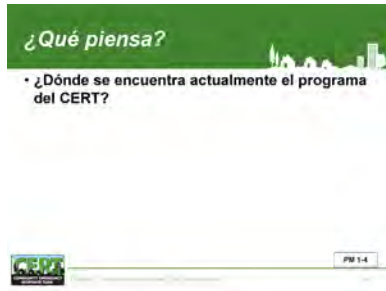 ¿Qué piensa?
• ¿Dónde se encuentra actualmente el programa
del CERT?
PM 1-4
CERT